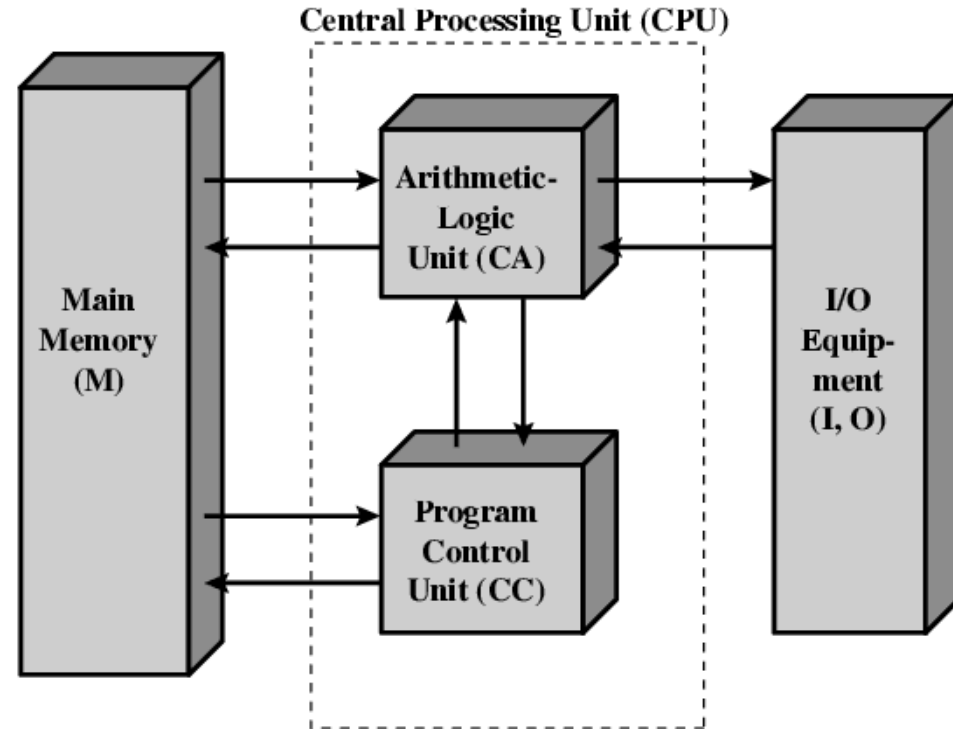 Central Processing Unit (CPU)
Main
Memory
(M)
Arithmetic-
Logic
Unit (CA)
Program
Control
Unit (CC)
I/O
Equip-
ment
(I, O)